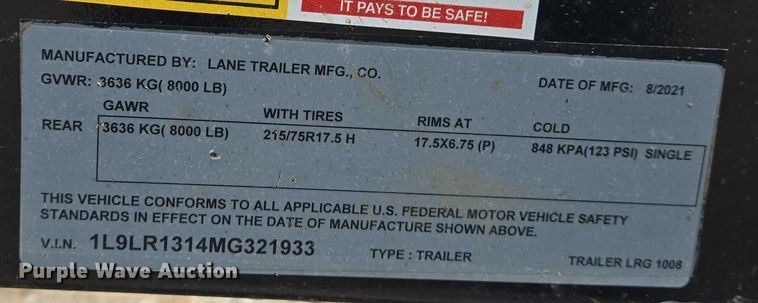 IT PAYS TO BE SAFE!
MANUFACTURED BY: LANE TRAILER MFG., CO.
GVWR: 3636 KG( 8000 LB) DATE OF MFG: 8/2021
GAWR WITH TIRES RIMS AT COLD
REAR 3636 KG( 8000 LB) 215/75R17.5 H 17.5X6.75 (P) 848 KPA(123 PSI) SINGLE
THIS VEHICLE CONFORMS TO ALL APPLICABLE U.S. FEDERAL MOTOR VEHICLE SAFETY
STANDARDS IN EFFECT ON THE DATE OF MANUFACTURE SHOWN ABOVE.
V.I.N. 1L9LR1314MG321933 TYPE : TRAILER TRAILER LRG 1008
Purple Wave Auction